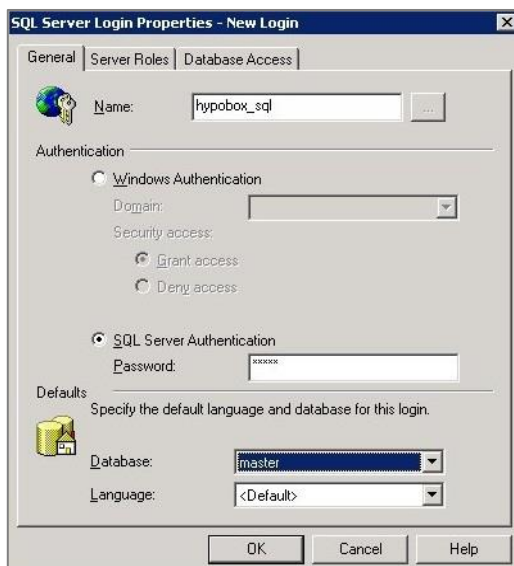 SQL Server Login Properties - New Login
General Server Roles Database Access
Name: hypobox_sql ...
Authentication
Windows Authentication
Domain:
Security access:
Grant access
Deny access
SQL Server Authentication
Password: *****
Defaults
Specify the default language and database for this login.
Database: master
Language: <Default>
OK Cancel Help